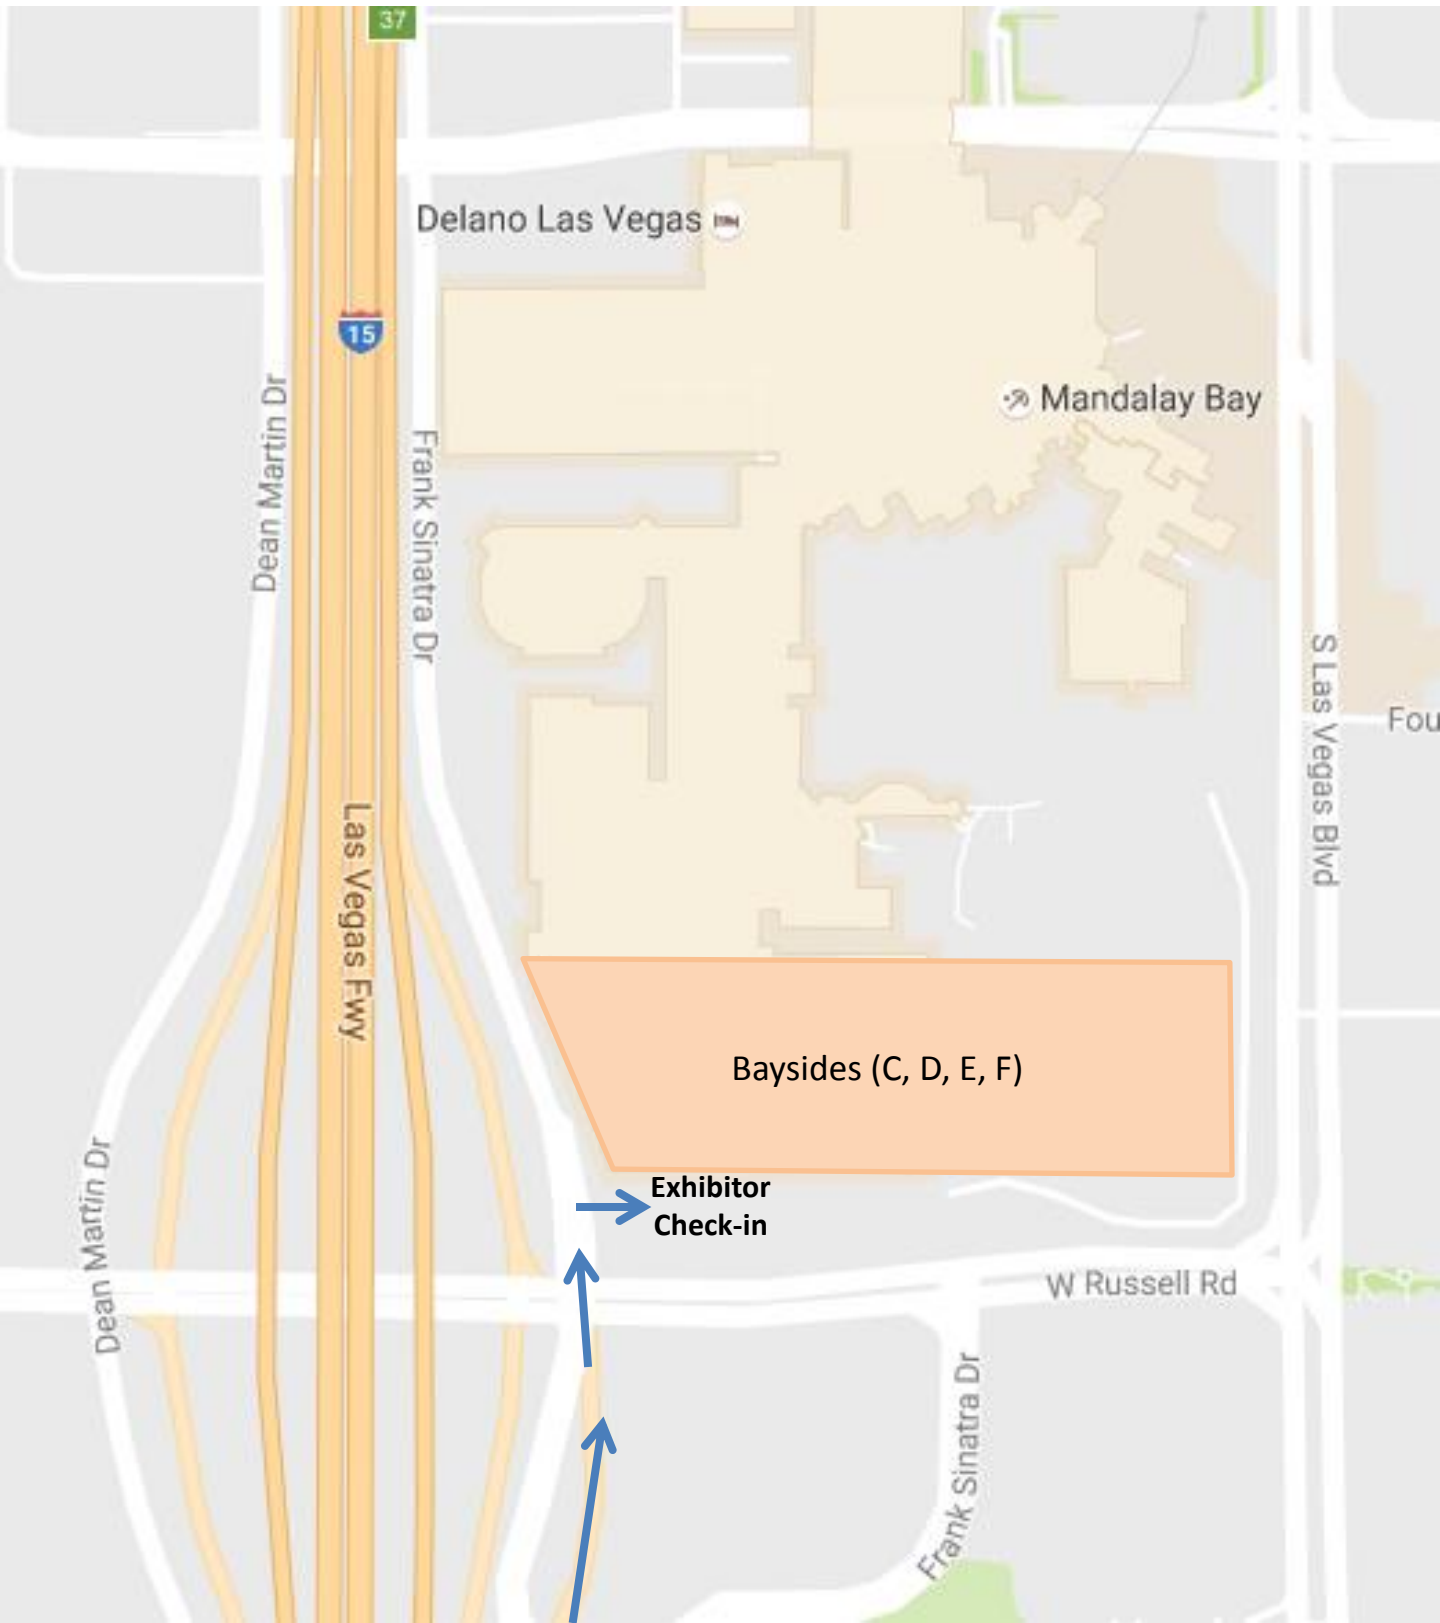 37
Delano Las Vegas
15
Mandalay Bay
Dean Martin Dr
Frank Sinatra Dr
S Las Vegas Blvd
Fou
Las Vegas Fwy
Baysides (C, D, E, F)
Exhibitor
Check-in
Dean Martin Dr
W Russell Rd
Frank Sinatra Dr